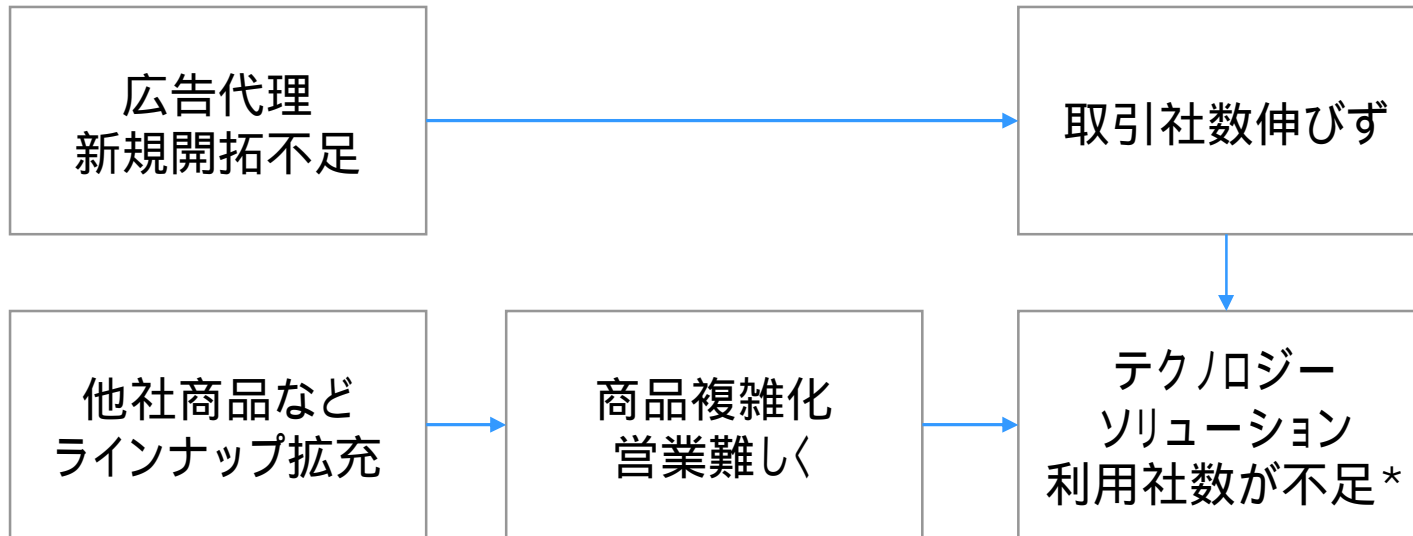 広告代理
新規開拓不足
取引社数伸びず
他社商品など
ラインナップ拡充
商品複雑化
営業難しく
テクノロジー
ソリューション
利用社数が不足*